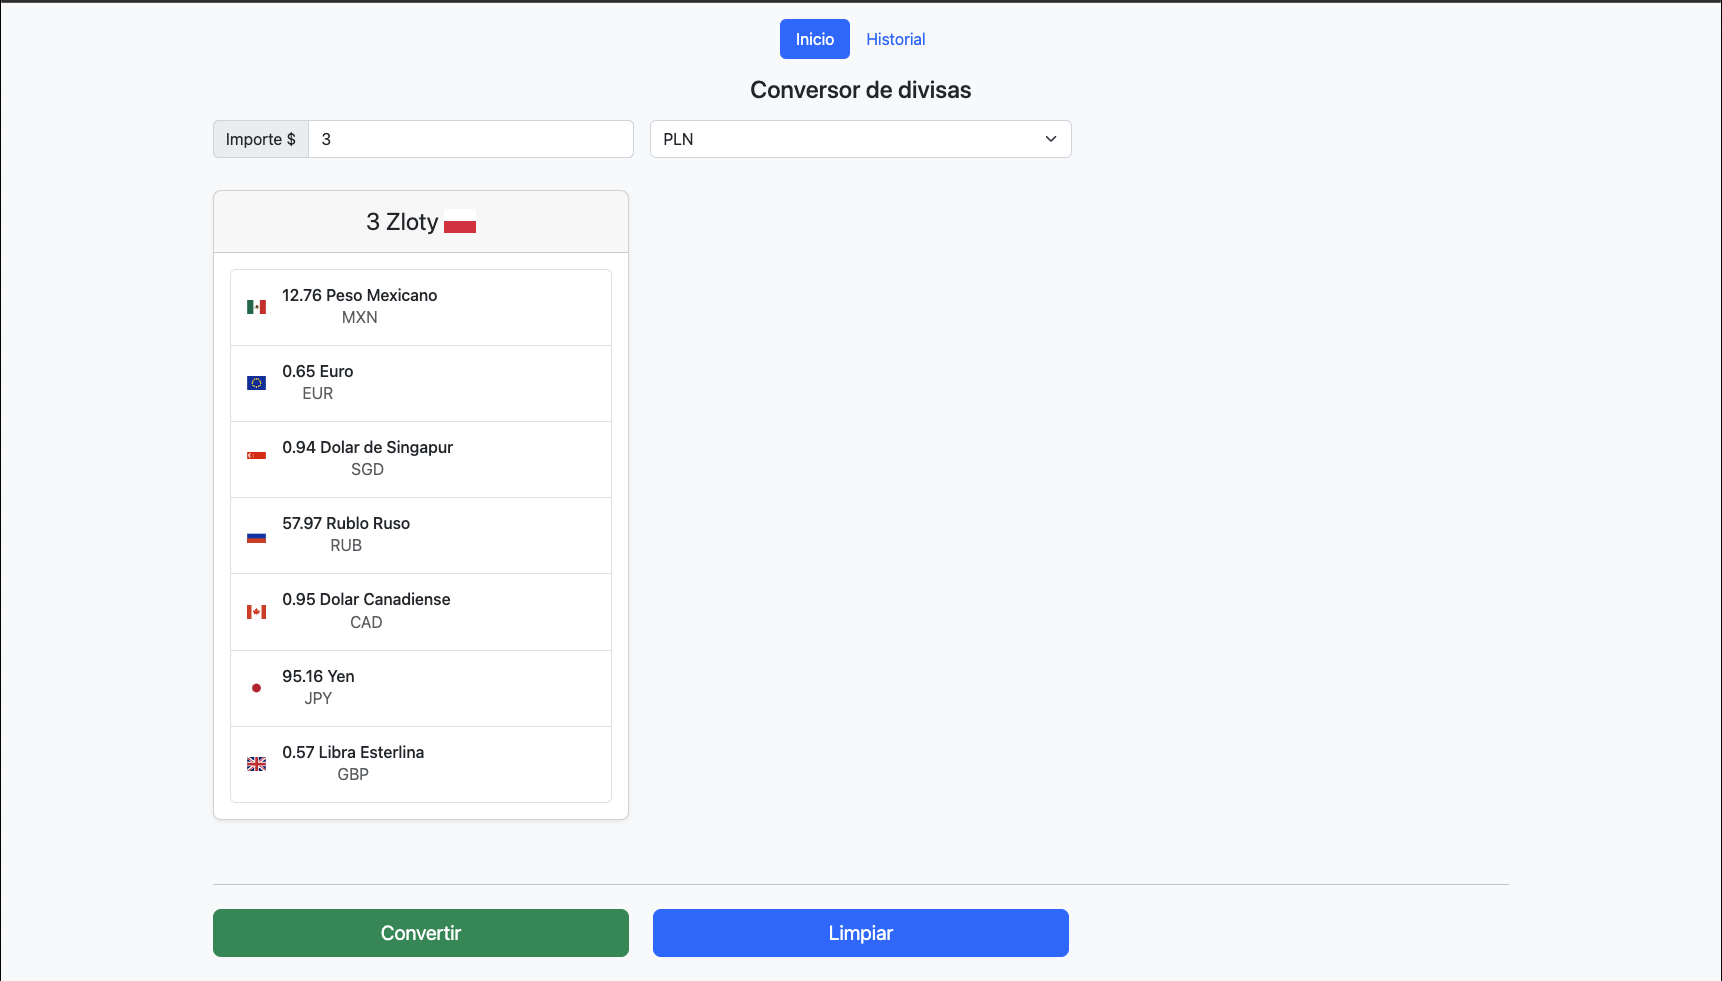 Inicio Historial
Conversor de divisas
Importe $ 3 PLN
3 Zloty
12.76 Peso Mexicano
MXN
0.65 Euro
EUR
0.94 Dolar de Singapur
SGD
57.97 Rublo Ruso
RUB
0.95 Dolar Canadiense
CAD
95.16 Yen
JPY
0.57 Libra Esterlina
GBP
Convertir Limpiar